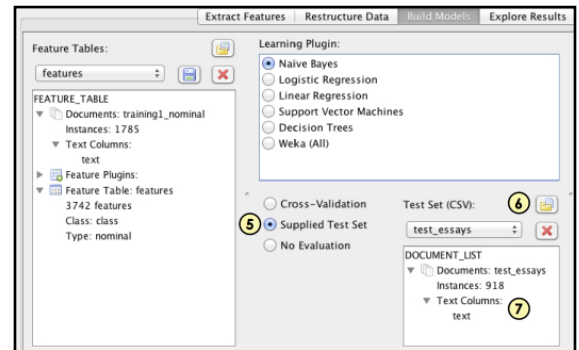 Extract Features Restructure Data Build Models Explore Results
Feature Tables:
features
FEATURE_TABLE
Documents: training1_nominal
Instances: 1785
Text Columns:
text
Feature Plugins:
Feature Table: features
3742 features
Class: class
Type: nominal
Learning Plugin:
Naive Bayes
Logistic Regression
Linear Regression
Support Vector Machines
Decision Trees
Weka (All)
Cross-Validation
5 Supplied Test Set
No Evaluation
Test Set (CSV): 6
test_essays
DOCUMENT_LIST
Documents: test_essays
Instances: 918
Text Columns: 7
text